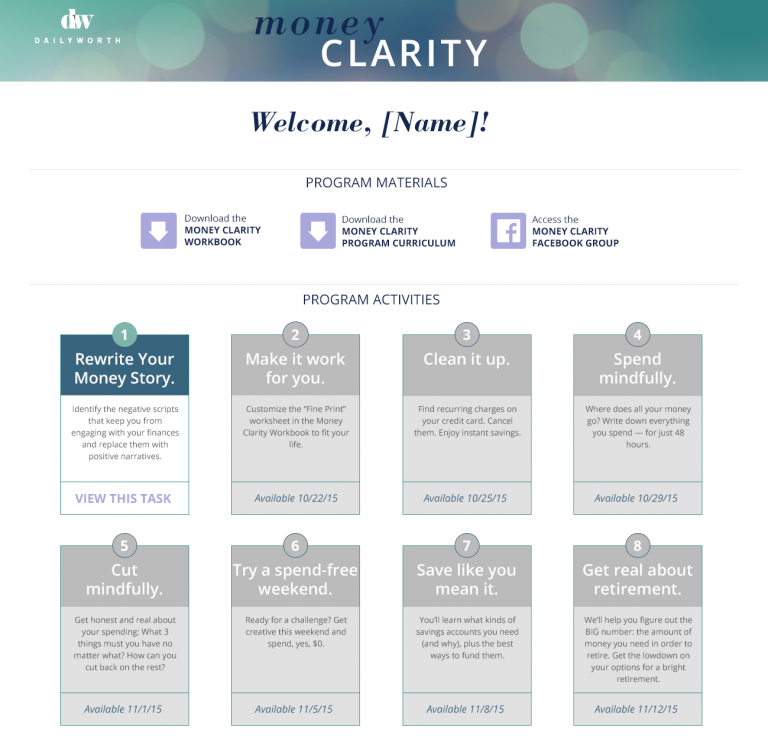 dw
DAILYWORTH
money
CLARITY
Welcome, [Name]!
PROGRAM MATERIALS
Download the
MONEY CLARITY
WORKBOOK
Download the
MONEY CLARITY
PROGRAM CURRICULUM
Access the
MONEY CLARITY
FACEBOOK GROUP
PROGRAM ACTIVITIES
1
Rewrite Your
Money Story.
Identify the negative scripts
that keep you from
engaging with your finances
and replace them with
positive narratives.
VIEW THIS TASK
2
Make it work
for you.
Customize the “Fine Print”
worksheet in the Money
Clarity Workbook to fit your
life.
Available 10/22/15
3
Clean it up.
Find recurring charges on
your credit card. Cancel
them. Enjoy instant savings.
Available 10/25/15
4
Spend
mindfully.
Where does all your money
go? Write down everything
you spend — for just 48
hours.
Available 10/29/15
5
Cut
mindfully.
Get honest and real about
your spending: What 3
things must you have no
matter what? How can you
cut back on the rest?
Available 11/1/15
6
Try a spend-free
weekend.
Ready for a challenge? Get
creative this weekend and
spend, yes, $0.
Available 11/5/15
7
Save like you
mean it.
You’ll learn what kinds of
savings accounts you need
(and why), plus the best
ways to fund them.
Available 11/8/15
8
Get real about
retirement.
We’ll help you figure out the
BIG number: the amount of
money you need in order to
retire. Get the lowdown on
your options for a bright
retirement.
Available 11/12/15